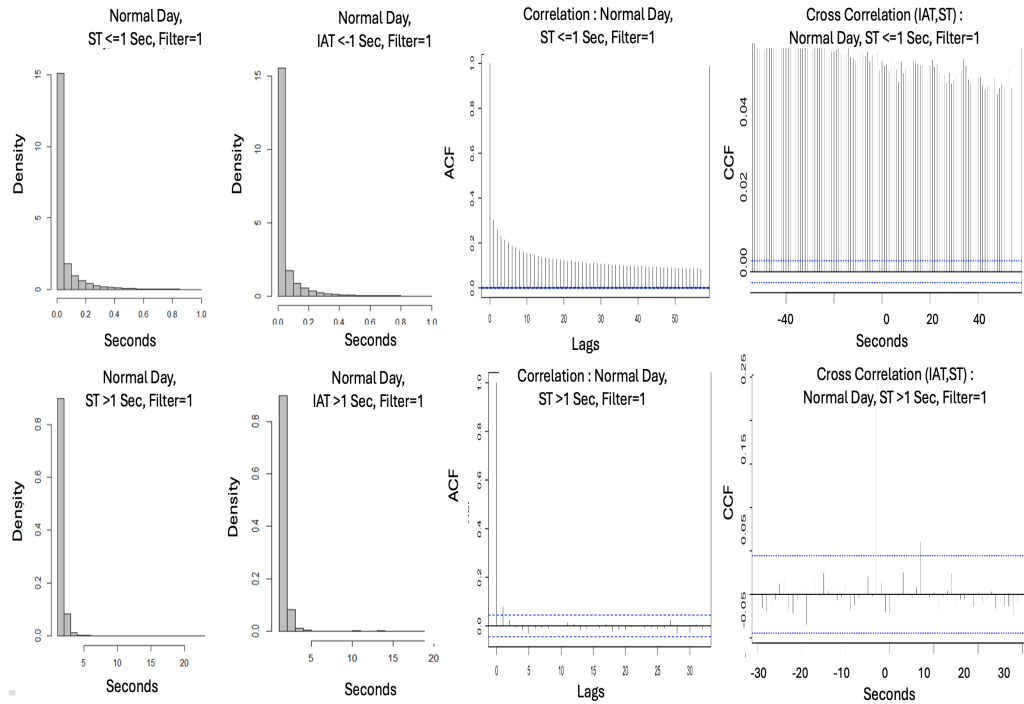 Normal Day,
ST <=1 Sec, Filter=1
Density
15
10
5
0
0.0 0.2 0.4 0.6 0.8 1.0
Seconds
Normal Day,
IAT <-1 Sec, Filter=1
Density
15
10
5
0
0.0 0.2 0.4 0.6 0.8 1.0
Seconds
Correlation : Normal Day,
ST <=1 Sec, Filter=1
ACF
1.0
0.8
0.6
0.4
0.2
0.0
0 10 20 30 40 50
Lags
Cross Correlation (IAT,ST) :
Normal Day, ST <=1 Sec, Filter=1
CCF
0.04
0.02
0.00
-40 0 20 40
Seconds
Normal Day,
ST >1 Sec, Filter=1
Density
0.8
0.6
0.4
0.2
0.0
5 10 15 20
Seconds
Normal Day,
IAT >1 Sec, Filter=1
Density
0.8
0.6
0.4
0.2
0.0
5 10 15 20
Seconds
Correlation : Normal Day,
ST >1 Sec, Filter=1
ACF
1.0
0.8
0.6
0.4
0.2
0.0
0 5 10 15 20 25 30
Lags
Cross Correlation (IAT,ST) :
Normal Day, ST >1 Sec, Filter=1
CCF
0.25
0.15
0.05
-0.05
-30 -20 -10 0 10 20 30
Seconds